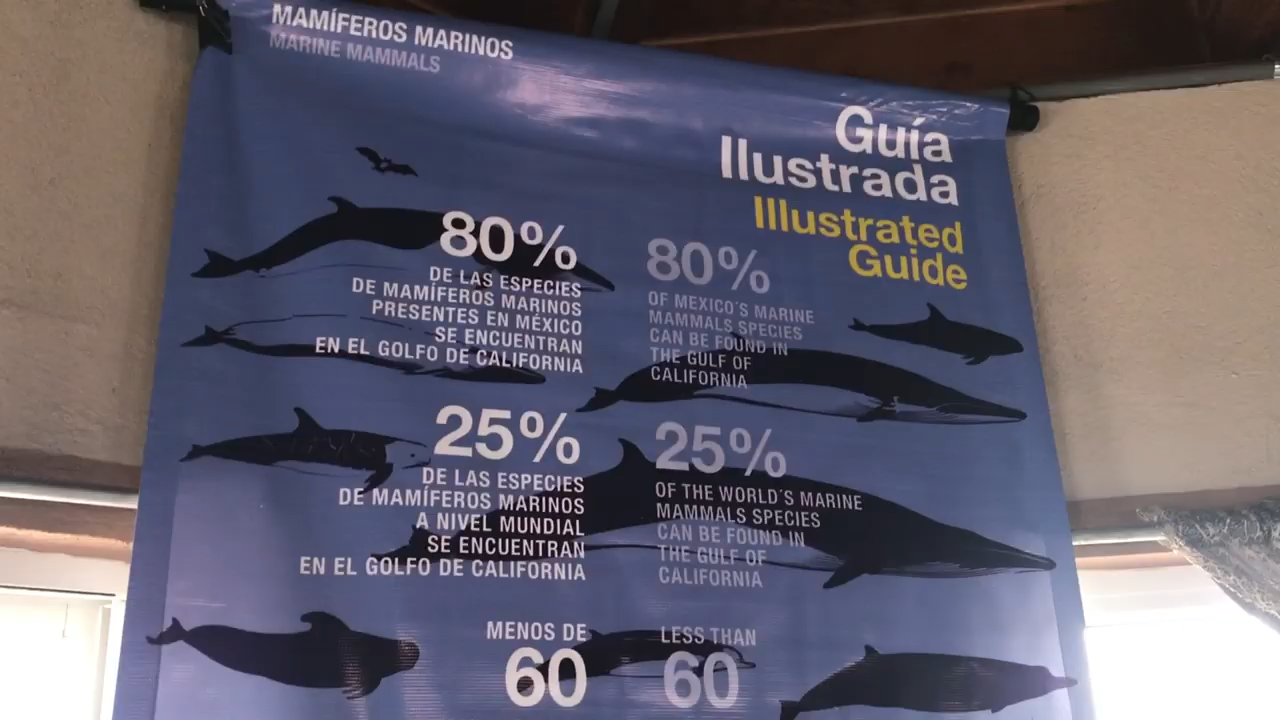 MAMÍFEROS MARINOS
MARINE MAMMALS
Guía
Ilustrada
Illustrated
Guide
80%
DE LAS ESPECIES
DE MAMÍFEROS MARINOS
PRESENTES EN MÉXICO
SE ENCUENTRAN
EN EL GOLFO DE CALIFORNIA
80%
OF MEXICO´S MARINE
MAMMALS SPECIES
CAN BE FOUND IN
THE GULF OF
CALIFORNIA
25%
DE LAS ESPECIES
DE MAMÍFEROS MARINOS
A NIVEL MUNDIAL
SE ENCUENTRAN
EN EL GOLFO DE CALIFORNIA
25%
OF THE WORLD´S MARINE
MAMMALS SPECIES
CAN BE FOUND IN
THE GULF OF
CALIFORNIA
MENOS DE
60
LESS THAN
60